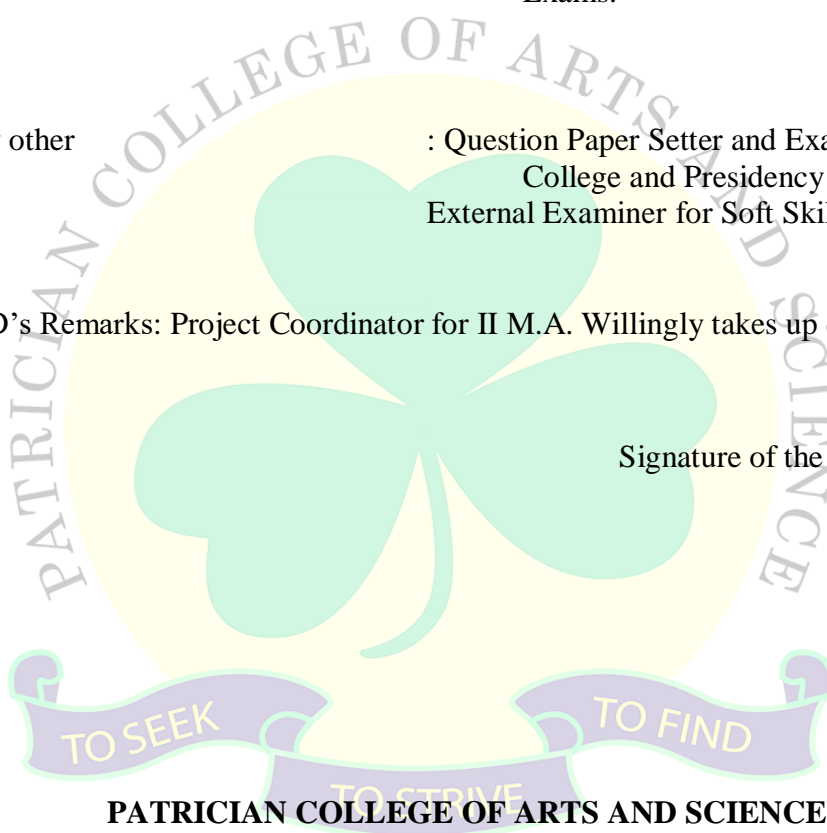 Exams.
other
: Question Paper Setter and Exa
College and Presidency
External Examiner for Soft Skil
D's Remarks: Project Coordinator for II M.A. Willingly takes up
Signature of the
PATRICIAN COLLEGE OF ARTS AND SCIENCE
TO SEEK
TO STRIVE
TO FIND
PATRICIAN COLLEGE OF ARTS AND SCIENCE